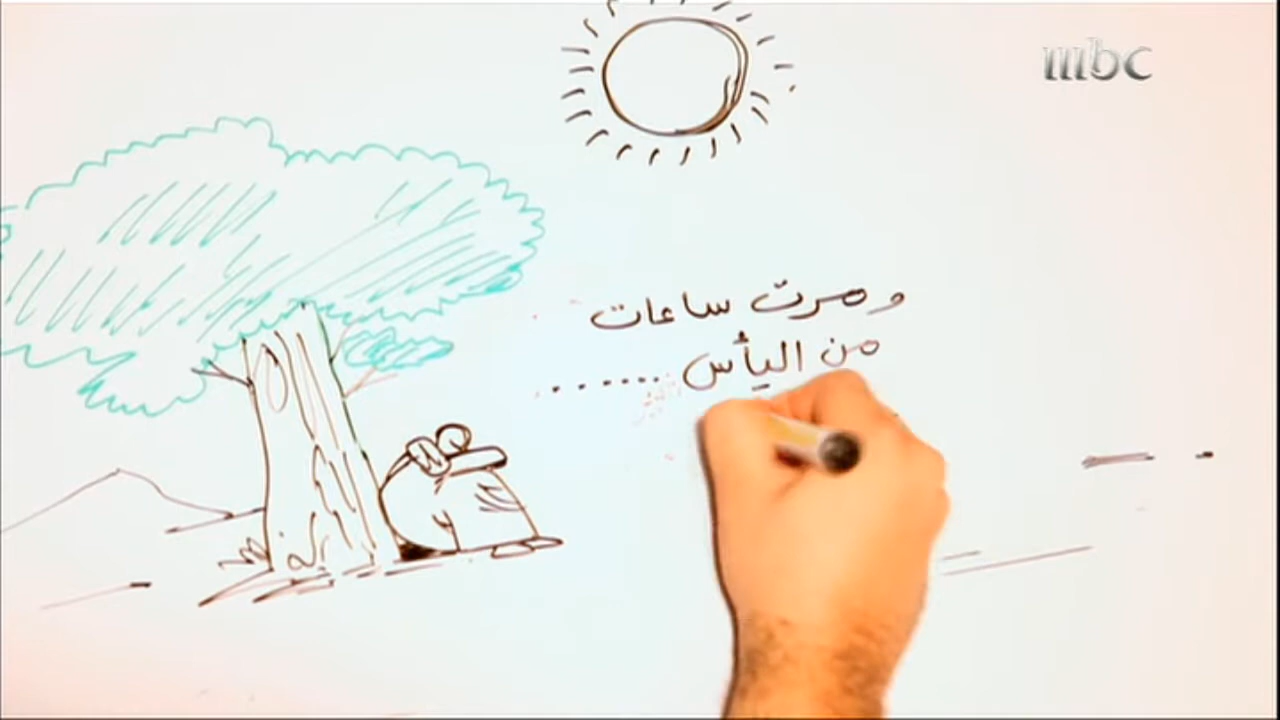 mbc
ومرت ساعات
من اليأس ......